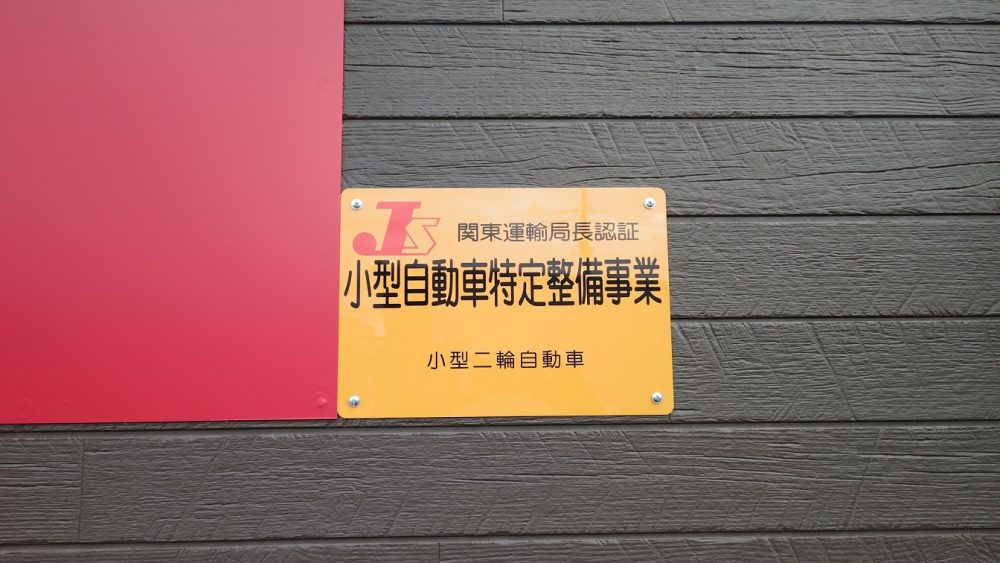 JS 関東運輸局長認証
小型自動車特定整備事業
小型二輪自動車